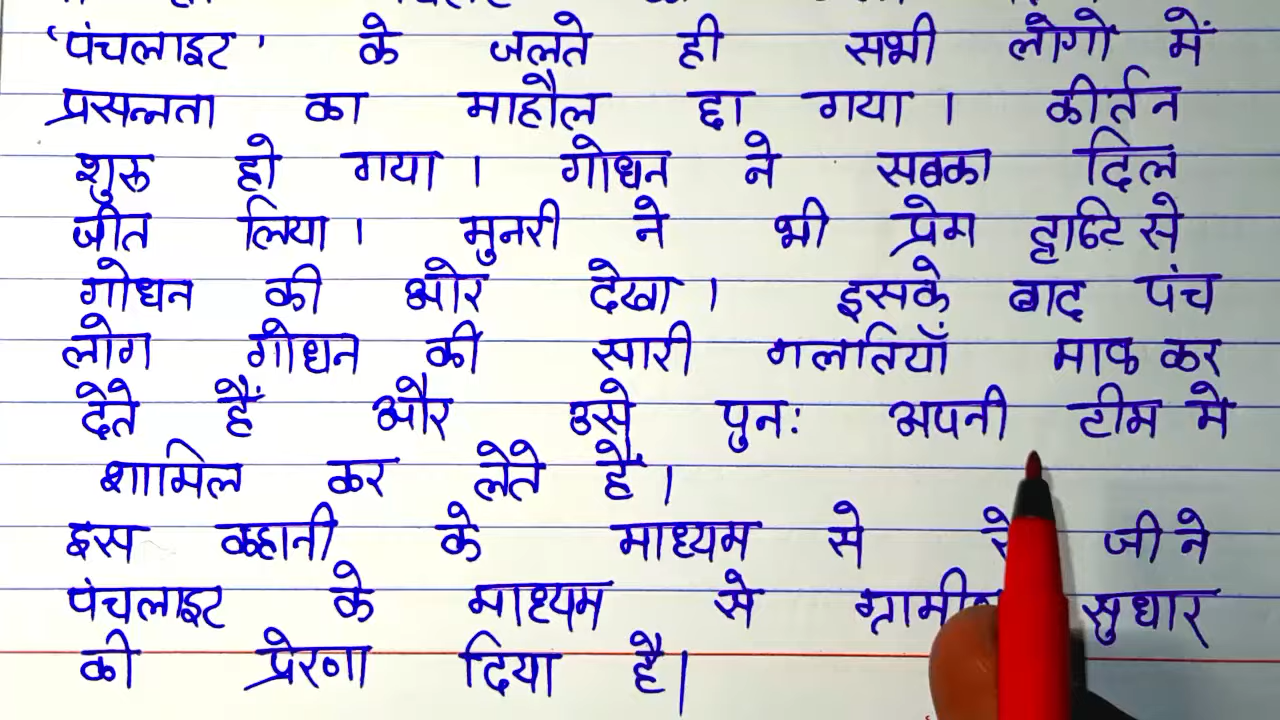 'पंचलाइट' के जलते ही सभी लोगो में
प्रसन्नता का माहौल छा गया । कीर्तन
शुरू हो गया । गोधन ने सबका दिल
जीत लिया । मुनरी ने भी प्रेम दृष्टि से
गोधन की ओर देखा । इसके बाद पंच
लोग गोधन की सारी गलतियाँ माफ कर
देते हैं और उसे पुनः अपनी टीम मे
शामिल कर लेते हैं ।
इस कहानी के माध्यम से जी ने
पंचलाइट के माध्यम से सुधार
की प्रेरणा दिया है ।